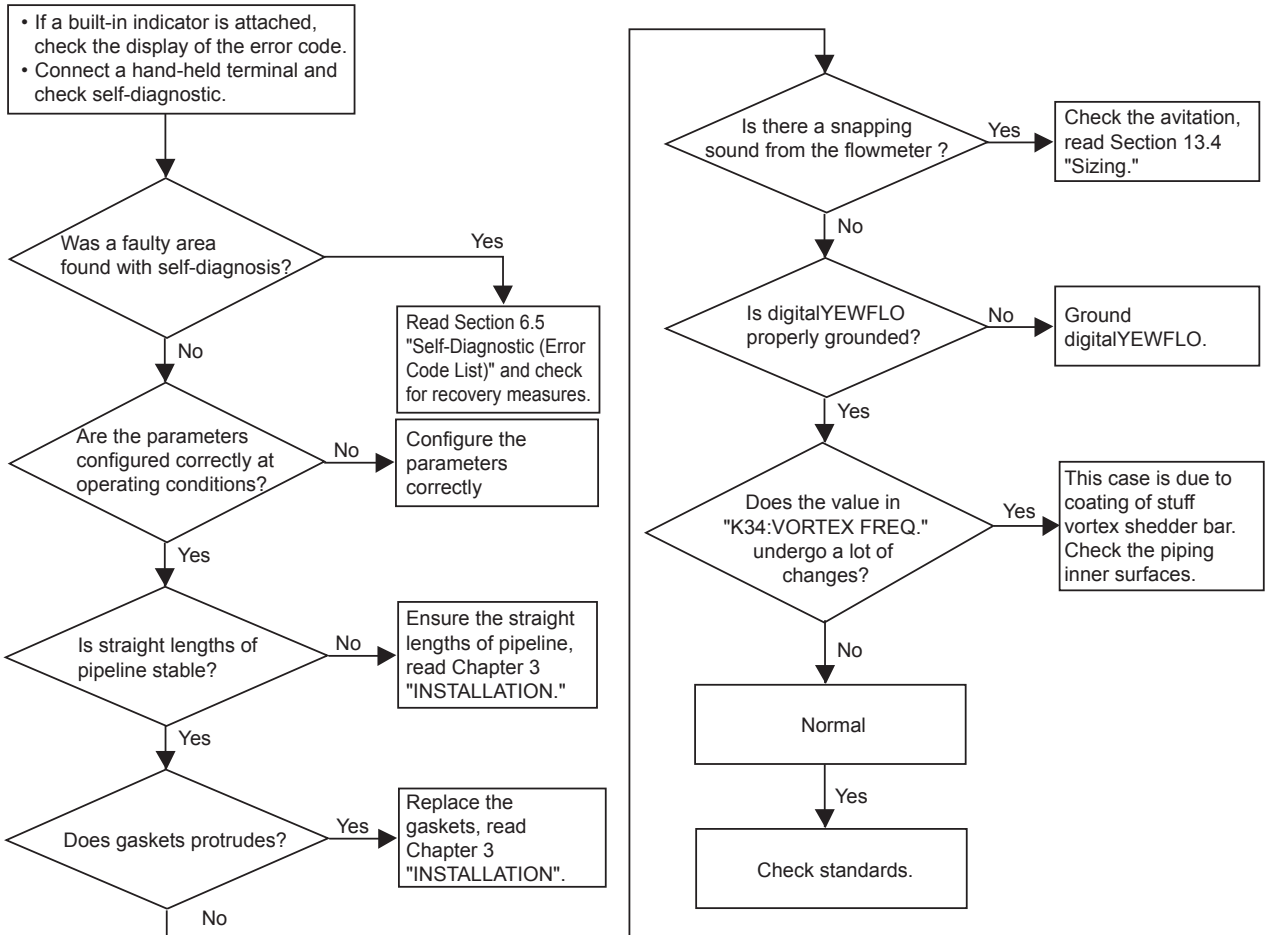 • If a built-in indicator is attached,
check the display of the error code.
• Connect a hand-held terminal and
check self-diagnostic.
Was a faulty area
found with self-diagnosis?
Yes
Read Section 6.5
"Self-Diagnostic (Error
Code List)" and check
for recovery measures.
No
Are the parameters
configured correctly at
operating conditions?
No
Configure the
parameters
correctly
Yes
Is straight lengths of
pipeline stable?
No
Ensure the straight
lengths of pipeline,
read Chapter 3
"INSTALLATION."
Yes
Does gaskets protrudes?
Yes
Replace the
gaskets, read
Chapter 3
"INSTALLATION".
No
Is there a snapping
sound from the flowmeter ?
Yes
Check the avitation,
read Section 13.4
"Sizing."
No
Is digitalYEWFLO
properly grounded?
No
Ground
digitalYEWFLO.
Yes
Does the value in
"K34:VORTEX FREQ."
undergo a lot of
changes?
Yes
This case is due to
coating of stuff
vortex shedder bar.
Check the piping
inner surfaces.
No
Normal
Yes
Check standards.